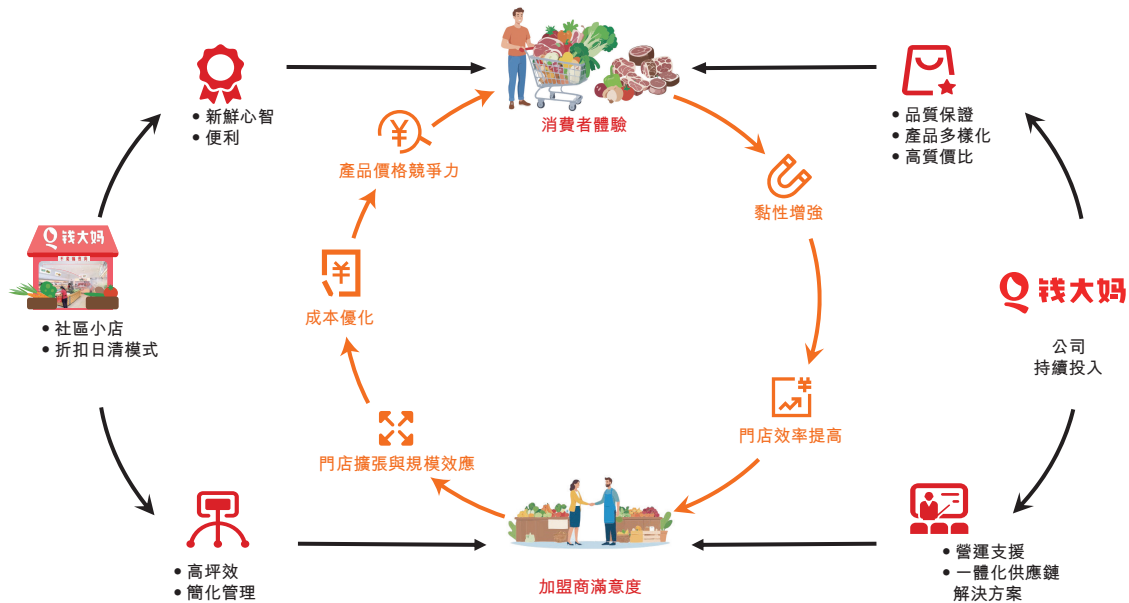 消費者體驗
新鮮心智
便利
品質保證
產品多樣化
高質價比
產品價格競爭力
黏性增強
钱大妈
社區小店
折扣日清模式
成本優化
钱大妈
公司
持續投入
門店效率提高
門店擴張與規模效應
高坪效
簡化管理
加盟商滿意度
營運支援
一體化供應鏈
解決方案